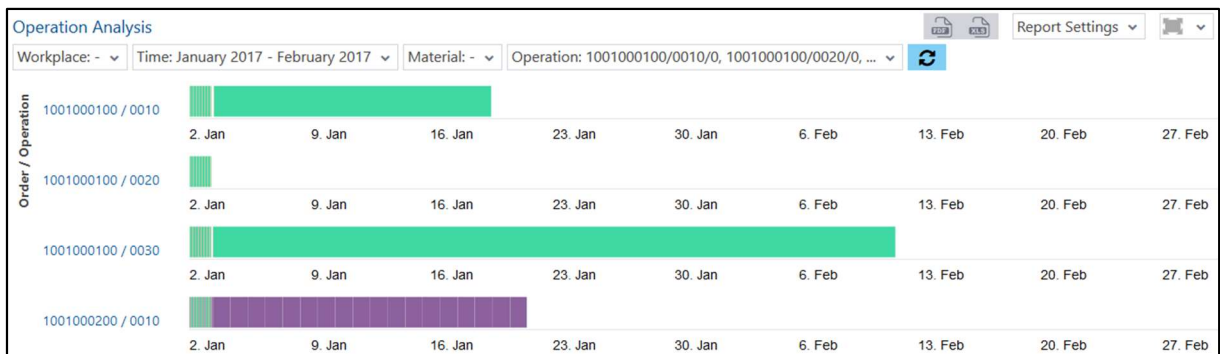 Operation Analysis
PDF XLS Report Settings
Workplace: - Time: January 2017 - February 2017 Material: - Operation: 1001000100/0010/0, 1001000100/0020/0, ...
Order / Operation
1001000100 / 0010
2. Jan 9. Jan 16. Jan 23. Jan 30. Jan 6. Feb 13. Feb 20. Feb 27. Feb
1001000100 / 0020
2. Jan 9. Jan 16. Jan 23. Jan 30. Jan 6. Feb 13. Feb 20. Feb 27. Feb
1001000100 / 0030
2. Jan 9. Jan 16. Jan 23. Jan 30. Jan 6. Feb 13. Feb 20. Feb 27. Feb
1001000200 / 0010
2. Jan 9. Jan 16. Jan 23. Jan 30. Jan 6. Feb 13. Feb 20. Feb 27. Feb